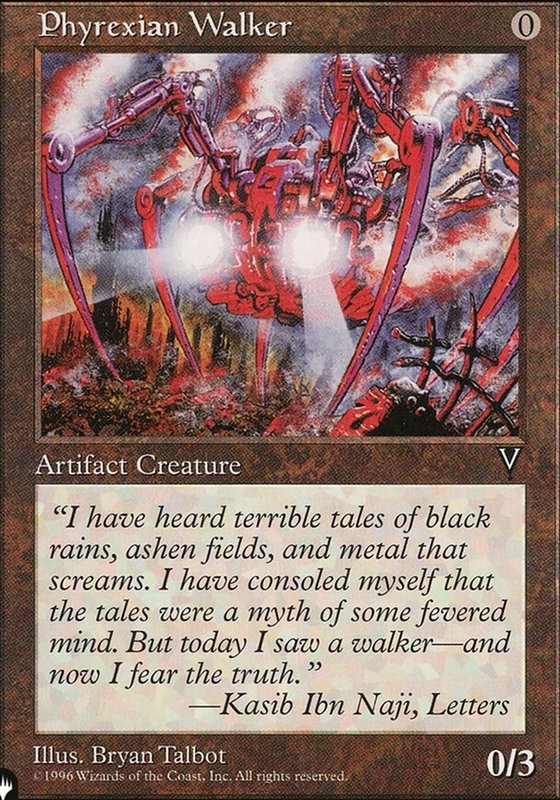 Phyrexian Walker 0
Artifact Creature V
“I have heard terrible tales of black
rains, ashen fields, and metal that
screams. I have consoled myself that
the tales were a myth of some fevered
mind. But today I saw a walker—and
now I fear the truth.”
—Kasib Ibn Naji, Letters
Illus. Bryan Talbot
© 1996 Wizards of the Coast, Inc. All rights reserved.
0/3